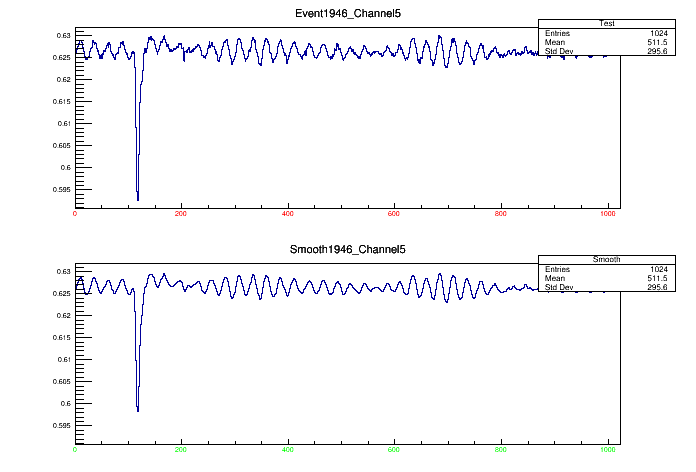 Event1946_Channel5
Test
Entries 1024
Mean 511.5
Std Dev 295.6
0.63
0.625
0.62
0.615
0.61
0.605
0.6
0.595
0 200 400 600 800 1000
Smooth1946_Channel5
Smooth
Entries 1024
Mean 511.5
Std Dev 295.6
0.63
0.625
0.62
0.615
0.61
0.605
0.6
0.595
0 200 400 600 800 1000